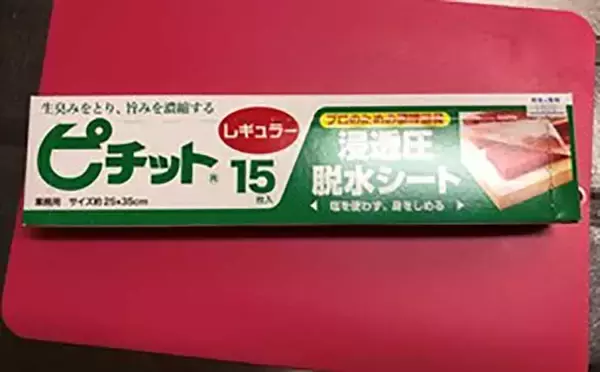 生臭みをとり、旨みを濃縮する
ピチット®
レギュラー
15
枚入
業務用 サイズ約25×35cm
浸透圧
脱水シート
◀ 塩を使わず、身をしめる ▶